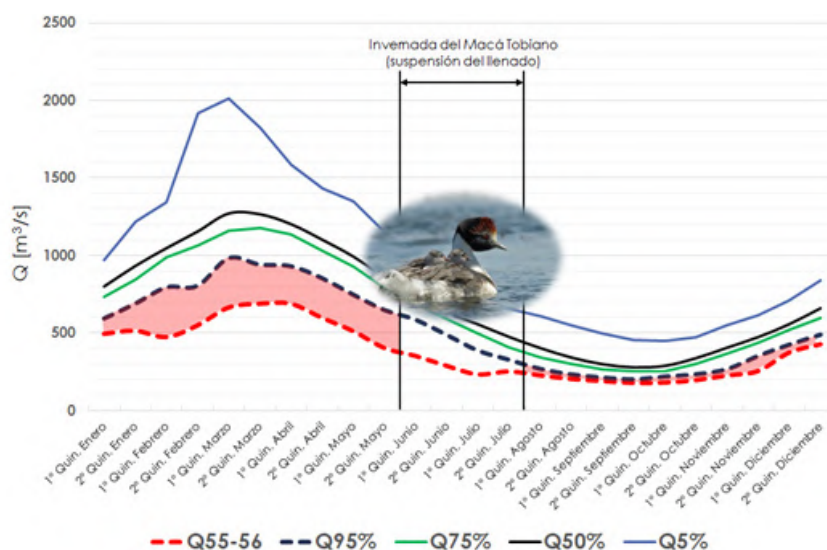 2500
Invernada del Macá Tobiano
(suspensión del llenado)
2000
1500
1000
500
0
Q [m³/s]
1° Quin. Enero
2° Quin. Enero
1° Quin. Febrero
2° Quin. Febrero
1° Quin. Marzo
2° Quin. Marzo
1° Quin. Abril
2° Quin. Abril
1° Quin. Mayo
2° Quin. Mayo
1° Quin. Junio
2° Quin. Junio
1° Quin. Julio
2° Quin. Julio
1° Quin. Agosto
2° Quin. Agosto
1° Quin. Septiembre
2° Quin. Septiembre
1° Quin. Octubre
2° Quin. Octubre
1° Quin. Noviembre
2° Quin. Noviembre
1° Quin. Diciembre
2° Quin. Diciembre
Q55-56 Q95% Q75% Q50% Q5%